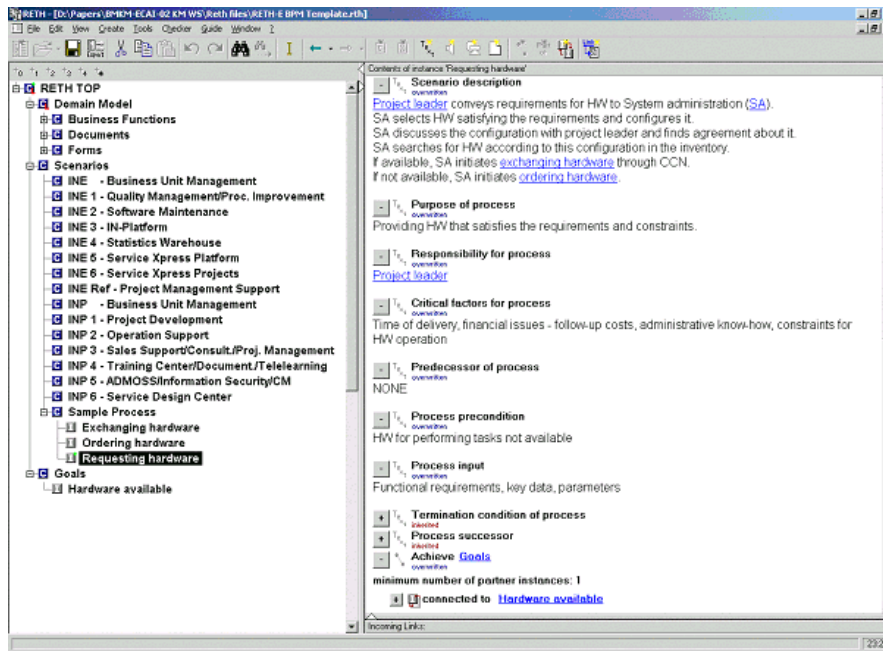 RETH - [D:\Papers\BMKM-ECAI-02 KM WS\Reth files\RETH-E BPM Template.rth]
File Edit View Create Tools Checker Guide Window ?
Contents of instance 'Requesting hardware'
RETH TOP
Domain Model
Business Functions
Documents
Forms
Scenarios
INE - Business Unit Management
INE 1 - Quality Management/Proc. Improvement
INE 2 - Software Maintenance
INE 3 - IN-Platform
INE 4 - Statistics Warehouse
INE 5 - Service Xpress Platform
INE 6 - Service Xpress Projects
INE Ref - Project Management Support
INP - Business Unit Management
INP 1 - Project Development
INP 2 - Operation Support
INP 3 - Sales Support/Consult./Proj. Management
INP 4 - Training Center/Document./Telelearning
INP 5 - ADMOSS/Information Security/CM
INP 6 - Service Design Center
Sample Process
Exchanging hardware
Ordering hardware
Requesting hardware
Goals
Hardware available
Scenario description
overwritten
Project leader conveys requirements for HW to System administration (SA).
SA selects HW satisfying the requirements and configures it.
SA discusses the configuration with project leader and finds agreement about it.
SA searches for HW according to this configuration in the inventory.
If available, SA initiates exchanging hardware through CCN.
If not available, SA initiates ordering hardware.
Purpose of process
overwritten
Providing HW that satisfies the requirements and constraints.
Responsibility for process
overwritten
Project leader
Critical factors for process
overwritten
Time of delivery, financial issues - follow-up costs, administrative know-how, constraints for
HW operation
Predecessor of process
overwritten
NONE
Process precondition
overwritten
HW for performing tasks not available
Process input
overwritten
Functional requirements, key data, parameters
Termination condition of process
inherited
Process successor
inherited
Achieve Goals
overwritten
minimum number of partner instances: 1
connected to Hardware available
Incoming Links: